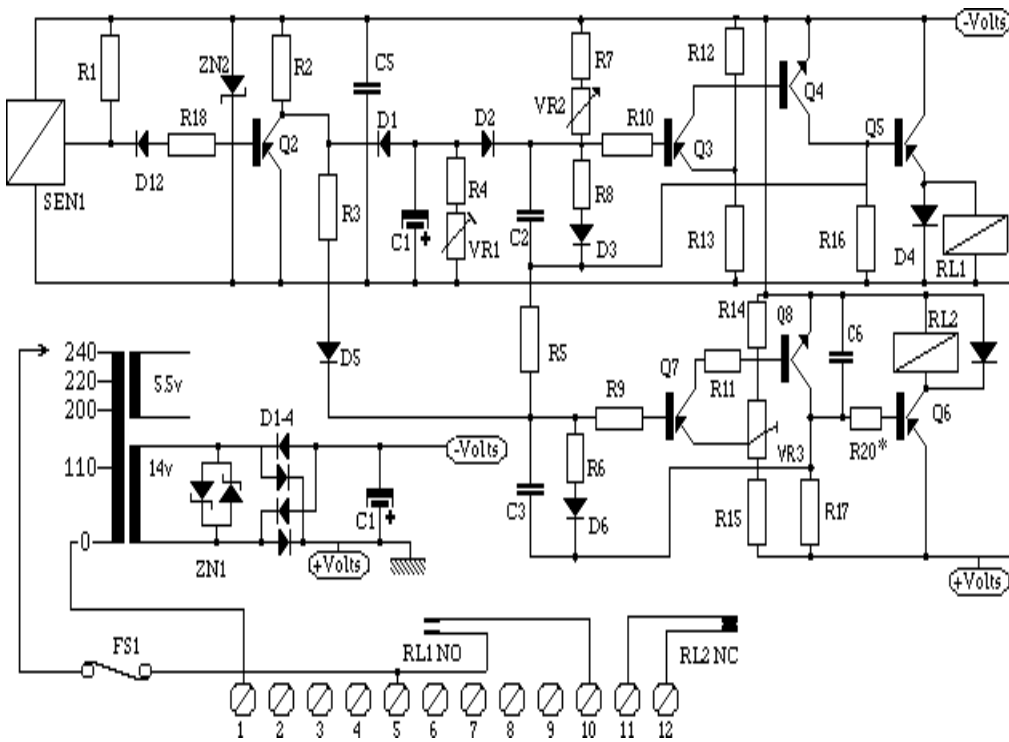 -Volts
R1
ZN2
R2
C5
R7
R12
Q4
VR2
R18
D1
D2
R10
Q5
Q2
Q3
D12
R4
R8
SEN1
R3
C1
+
VR1
C2
D3
R13
R16
D4
RL1
R14
Q8
C6
RL2
D5
R5
Q7
240
220
200
110
0
5.5v
14v
D1-4
-Volts
R9
R11
Q6
R6
VR3
R20*
C1
+
C3
D6
R15
R17
ZN1
+Volts
+Volts
FS1
RL1 NO
RL2 NC
1 2 3 4 5 6 7 8 9 10 11 12